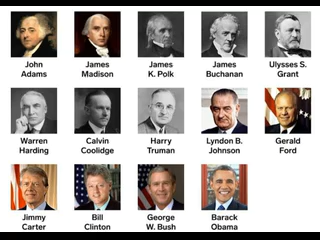 John
Adams
James
Madison
James
K. Polk
James
Buchanan
Ulysses S.
Grant
Warren
Harding
Calvin
Coolidge
Harry
Truman
Lyndon B.
Johnson
Gerald
Ford
Jimmy
Carter
Bill
Clinton
George
W. Bush
Barack
Obama